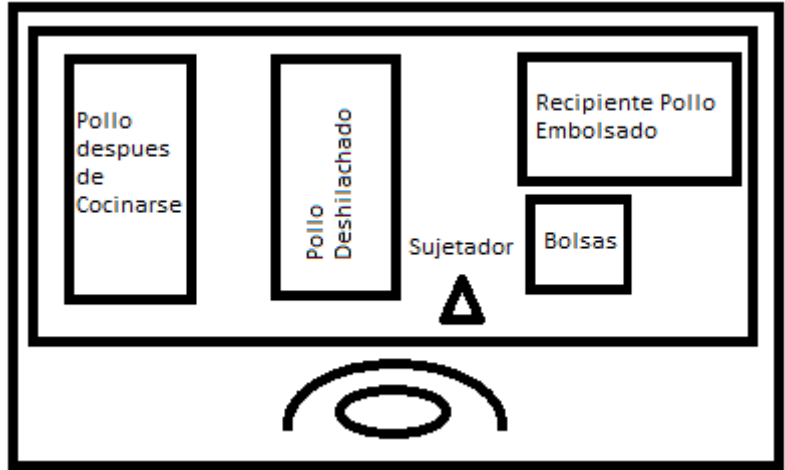 Pollo
despues
de
Cocinarse
Pollo
Deshilachado
Sujetador
Recipiente Pollo
Embolsado
Bolsas